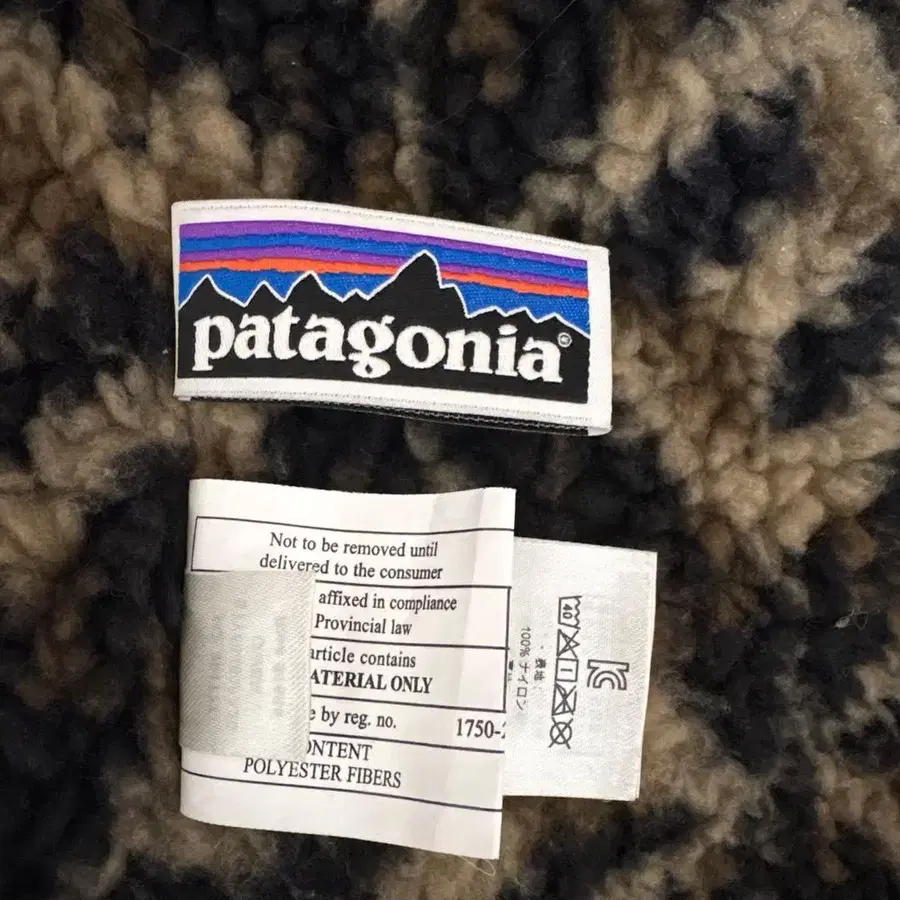 patagonia®
Not to be removed until
delivered to the consumer
affixed in compliance
Provincial law
article contains
MATERIAL ONLY
by reg. no. 1750-
CONTENT
POLYESTER FIBERS
100% ナイロン
40